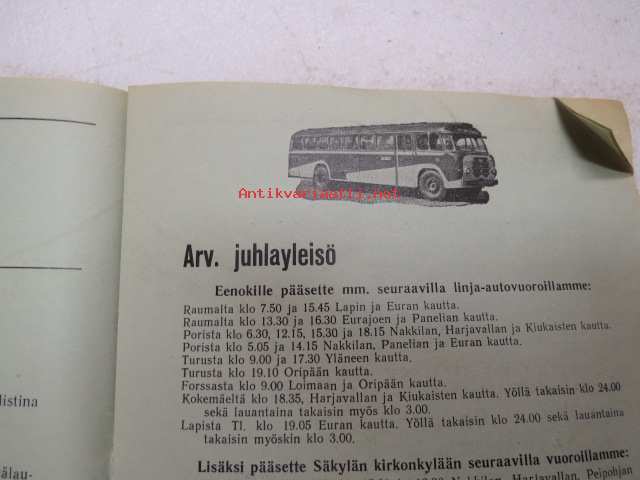 Antikvariaatti.net
Arv. juhlayleisö
Eenokille pääsette mm. seuraavilla linja-autovuoroillamme:
Raumalta klo 7.50 ja 15.45 Lapin ja Euran kautta.
Raumalta klo 13.30 ja 16.30 Eurajoen ja Panelian kautta.
Porista klo 6.30, 12.15, 15.30 ja 18.15 Nakkilan, Harjavallan ja Kiukaisten kautta.
Porista klo 5.05 ja 14.15 Nakkilan, Panelian ja Euran kautta.
Turusta klo 9.00 ja 17.30 Yläneen kautta.
Turusta klo 19.10 Oripään kautta.
Forssasta klo 9.00 Loimaan ja Oripään kautta.
Kokemäeltä klo 18.35, Harjavallan ja Kiukaisten kautta. Yöllä takaisin klo 24.00
sekä lauantaina takaisin myös klo 3.00.
Lapista Tl. klo 19.05 Euran kautta. Yöllä takaisin klo 24.00 sekä lauantaina
takaisin myöskin klo 3.00.
Lisäksi pääsette Säkylän kirkonkylään seuraavilla vuoroillamme:
Nakkilan, Harjavallan, Peipohjan
listina
älau-